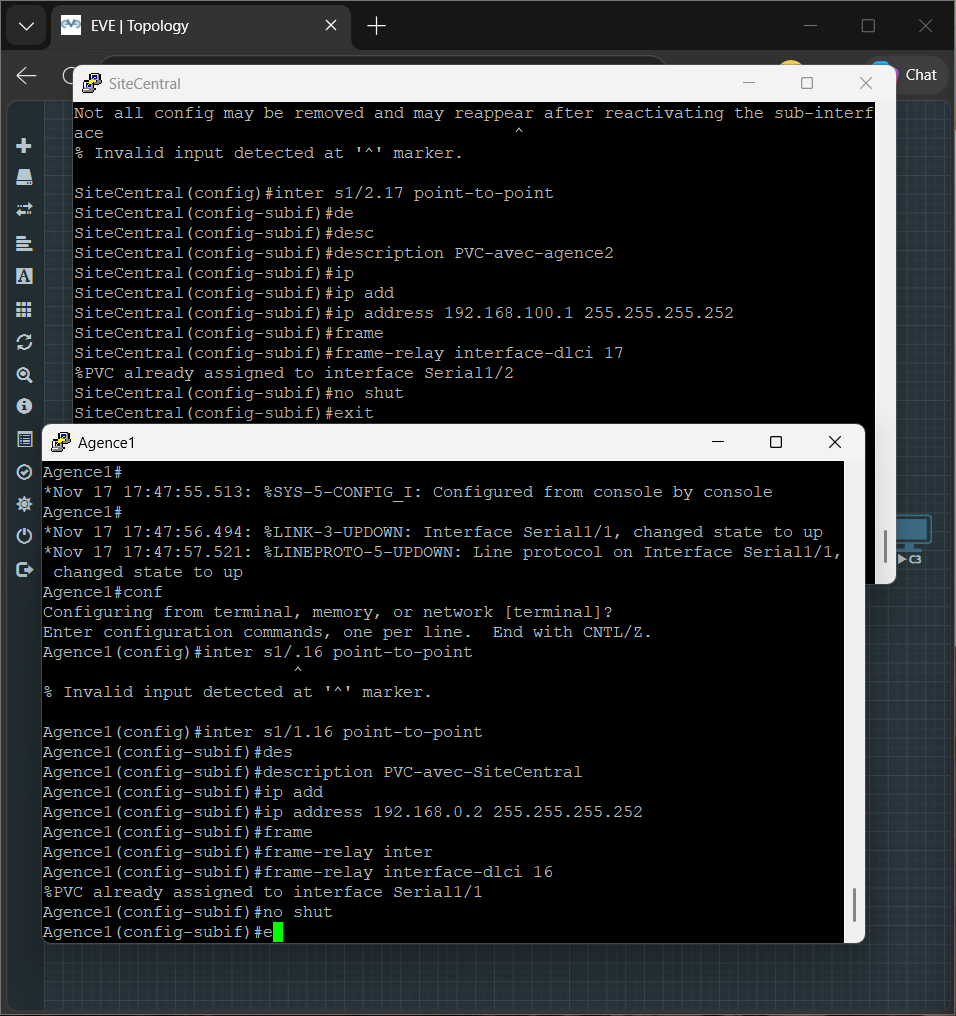 EVE | Topology
Chat
SiteCentral
Not all config may be removed and may reappear after reactivating the sub-interf
ace ^
% Invalid input detected at '^' marker.
SiteCentral(config)#inter s1/2.17 point-to-point
SiteCentral(config-subif)#de
SiteCentral(config-subif)#desc
SiteCentral(config-subif)#description PVC-avec-agence2
SiteCentral(config-subif)#ip
SiteCentral(config-subif)#ip add
SiteCentral(config-subif)#ip address 192.168.100.1 255.255.255.252
SiteCentral(config-subif)#frame
SiteCentral(config-subif)#frame-relay interface-dlci 17
%PVC already assigned to interface Serial1/2
SiteCentral(config-subif)#no shut
SiteCentral(config-subif)#exit
Agence1
Agence1#
*Nov 17 17:47:55.513: %SYS-5-CONFIG_I: Configured from console by console
Agence1#
*Nov 17 17:47:56.494: %LINK-3-UPDOWN: Interface Serial1/1, changed state to up
*Nov 17 17:47:57.521: %LINEPROTO-5-UPDOWN: Line protocol on Interface Serial1/1,
changed state to up
Agence1#conf
Configuring from terminal, memory, or network [terminal]?
Enter configuration commands, one per line.  End with CNTL/Z.
Agence1(config)#inter s1/.16 point-to-point
^
% Invalid input detected at '^' marker.
Agence1(config)#inter s1/1.16 point-to-point
Agence1(config-subif)#des
Agence1(config-subif)#description PVC-avec-SiteCentral
Agence1(config-subif)#ip add
Agence1(config-subif)#ip address 192.168.0.2 255.255.255.252
Agence1(config-subif)#frame
Agence1(config-subif)#frame-relay inter
Agence1(config-subif)#frame-relay interface-dlci 16
%PVC already assigned to interface Serial1/1
Agence1(config-subif)#no shut
Agence1(config-subif)#e
C3